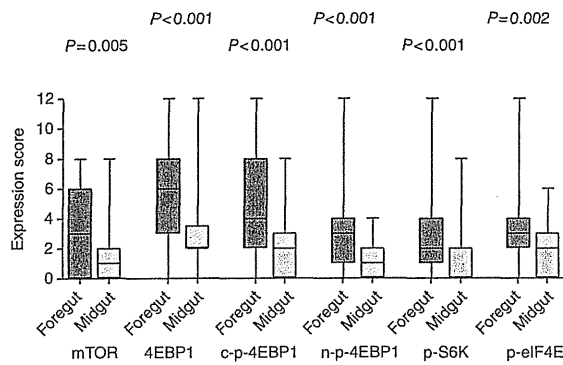 P<0.001 P<0.001 P=0.002
P=0.005 P<0.001 P<0.001
Expression score
12
10
8
6
4
2
0
Foregut Midgut Foregut Midgut Foregut Midgut Foregut Midgut Foregut Midgut Foregut Midgut
mTOR 4EBP1 c-p-4EBP1 n-p-4EBP1 p-S6K p-eIF4E